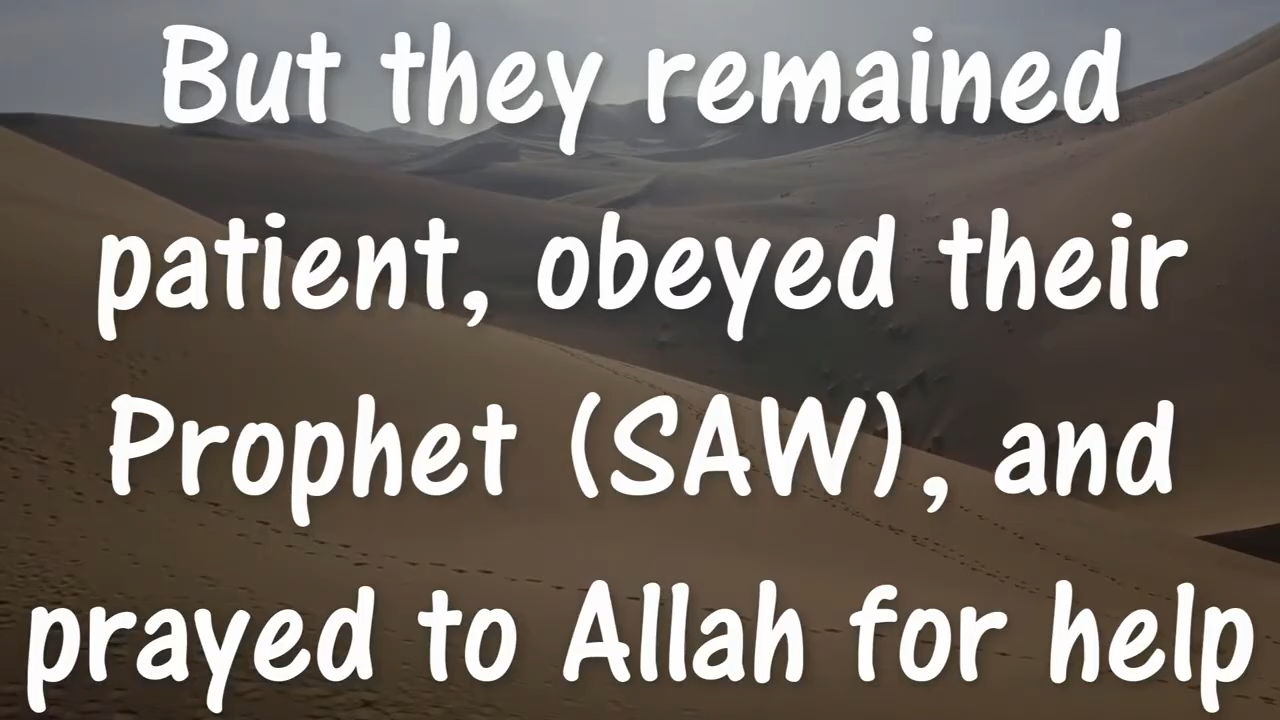 But they remained
patient, obeyed their
Prophet (SAW), and
prayed to Allah for help